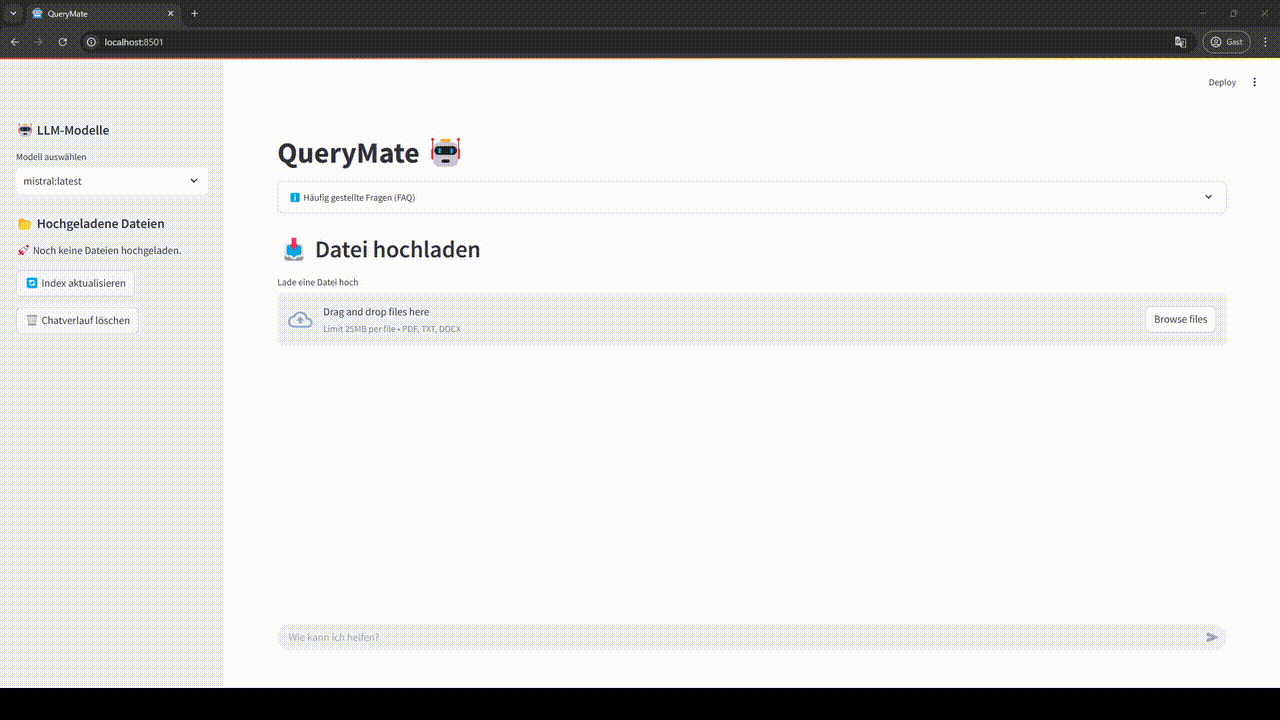 QueryMate
localhost:8501
Gast
Deploy
LLM-Modelle
Modell auswählen
mistral:latest
Hochgeladene Dateien
Noch keine Dateien hochgeladen.
Index aktualisieren
Chatverlauf löschen
QueryMate
Häufig gestellte Fragen (FAQ)
Datei hochladen
Lade eine Datei hoch
Drag and drop files here
Limit 25MB per file • PDF, TXT, DOCX
Browse files
Wie kann ich helfen?